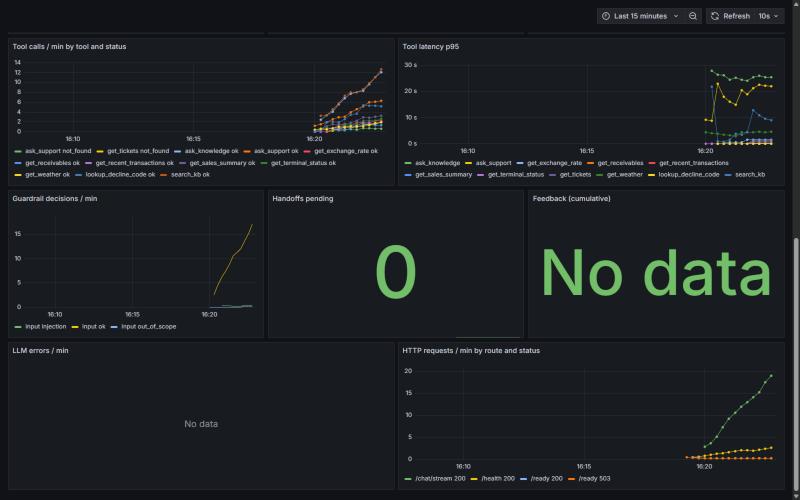 Last 15 minutes
Refresh 10s
Tool calls / min by tool and status
14
12
10
8
6
4
2
0
16:10 16:15 16:20
ask_support not_found get_tickets not_found ask_knowledge ok ask_support ok get_exchange_rate ok
get_receivables ok get_recent_transactions ok get_sales_summary ok get_terminal_status ok
get_weather ok lookup_decline_code ok search_kb ok
Tool latency p95
30 s
20 s
10 s
0 s
16:10 16:15 16:20
ask_knowledge ask_support get_exchange_rate get_receivables get_recent_transactions
get_sales_summary get_terminal_status get_tickets get_weather lookup_decline_code search_kb
Guardrail decisions / min
15
10
5
0
16:10 16:15 16:20
input injection input ok input out_of_scope
Handoffs pending
0
Feedback (cumulative)
No data
LLM errors / min
No data
HTTP requests / min by route and status
20
15
10
5
0
16:10 16:15 16:20
/chat/stream 200 /health 200 /ready 200 /ready 503